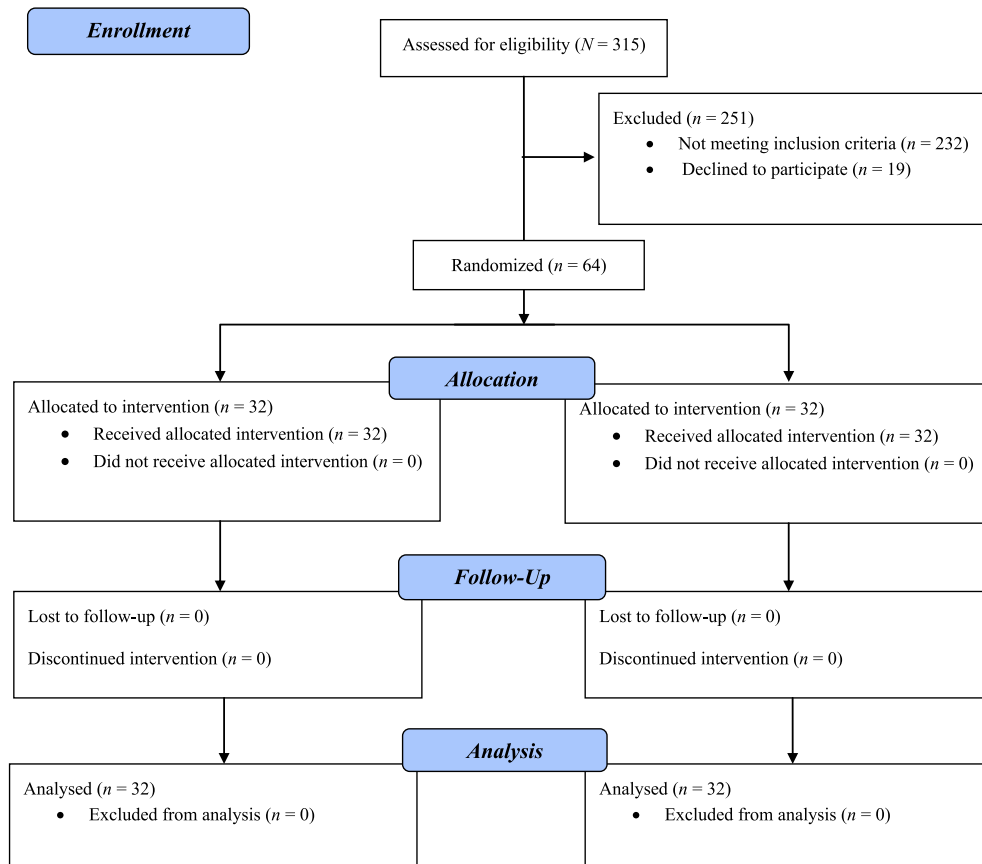 Enrollment
Assessed for eligibility (N = 315)
Excluded (n = 251)
• Not meeting inclusion criteria (n = 232)
• Declined to participate (n = 19)
Randomized (n = 64)
Allocation
Allocated to intervention (n = 32)
• Received allocated intervention (n = 32)
• Did not receive allocated intervention (n = 0)
Allocated to intervention (n = 32)
• Received allocated intervention (n = 32)
• Did not receive allocated intervention (n = 0)
Follow-Up
Lost to follow-up (n = 0)
Discontinued intervention (n = 0)
Lost to follow-up (n = 0)
Discontinued intervention (n = 0)
Analysis
Analysed (n = 32)
• Excluded from analysis (n = 0)
Analysed (n = 32)
• Excluded from analysis (n = 0)